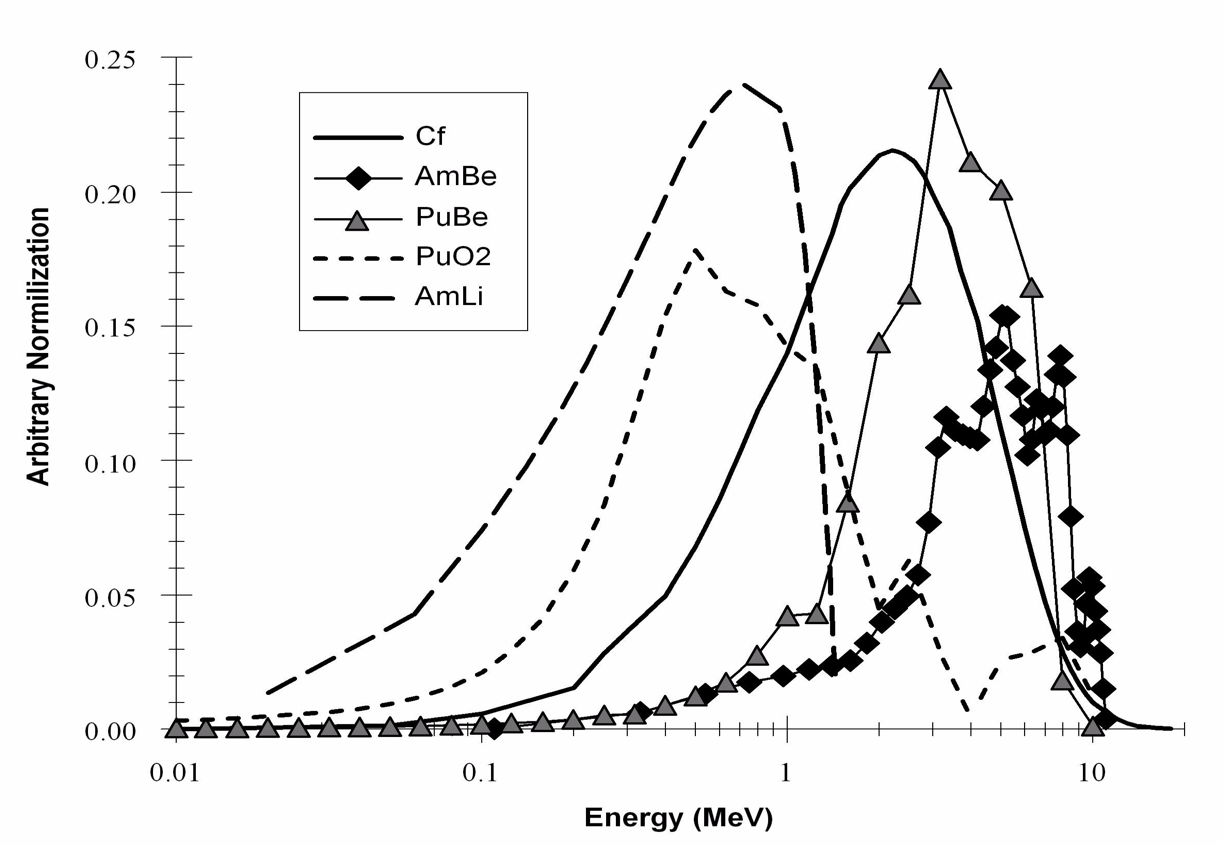 0.25
0.20
0.15
0.10
0.05
0.00
Arbitrary Normilization
Cf
AmBe
PuBe
PuO2
AmLi
0.01
0.1
1
10
Energy (MeV)